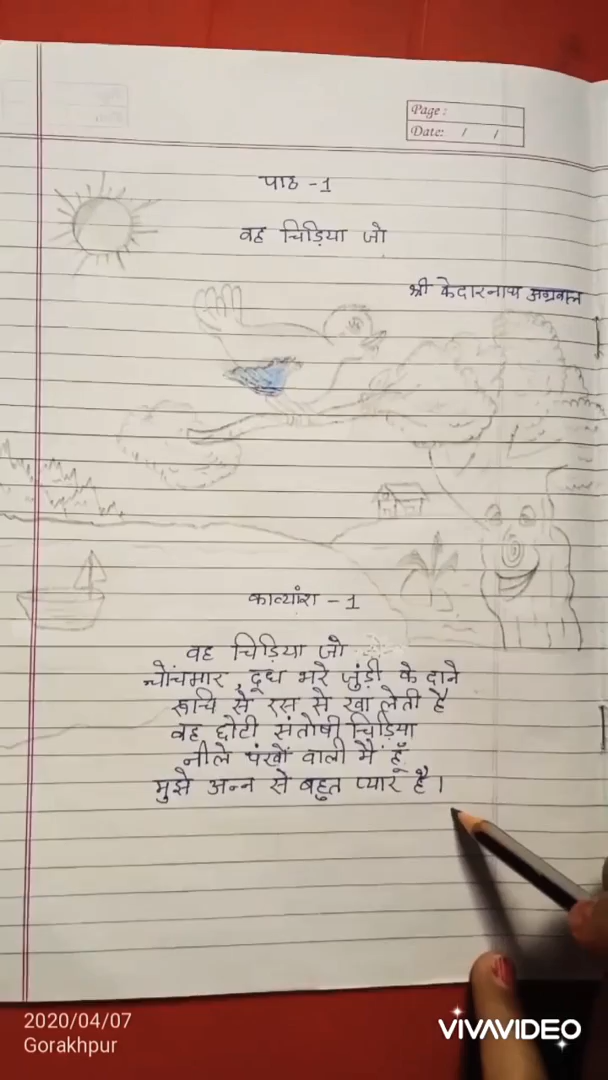 Page :
Date: / /
पाठ - 1
वह चिड़िया जो
श्री केदारनाथ अग्रवाल
काव्यांश - 1
वह चिड़िया जो
चोंचमार , दूध भरे जुंड़ी के दाने
रूचि से रस से खा लेती है
वह छोटी संतोषी चिड़िया
नीले पंखों वाली मैं हूँ
मुझे अन्न से बहुत प्यार है ।
2020/04/07
Gorakhpur
VIVAVIDEO